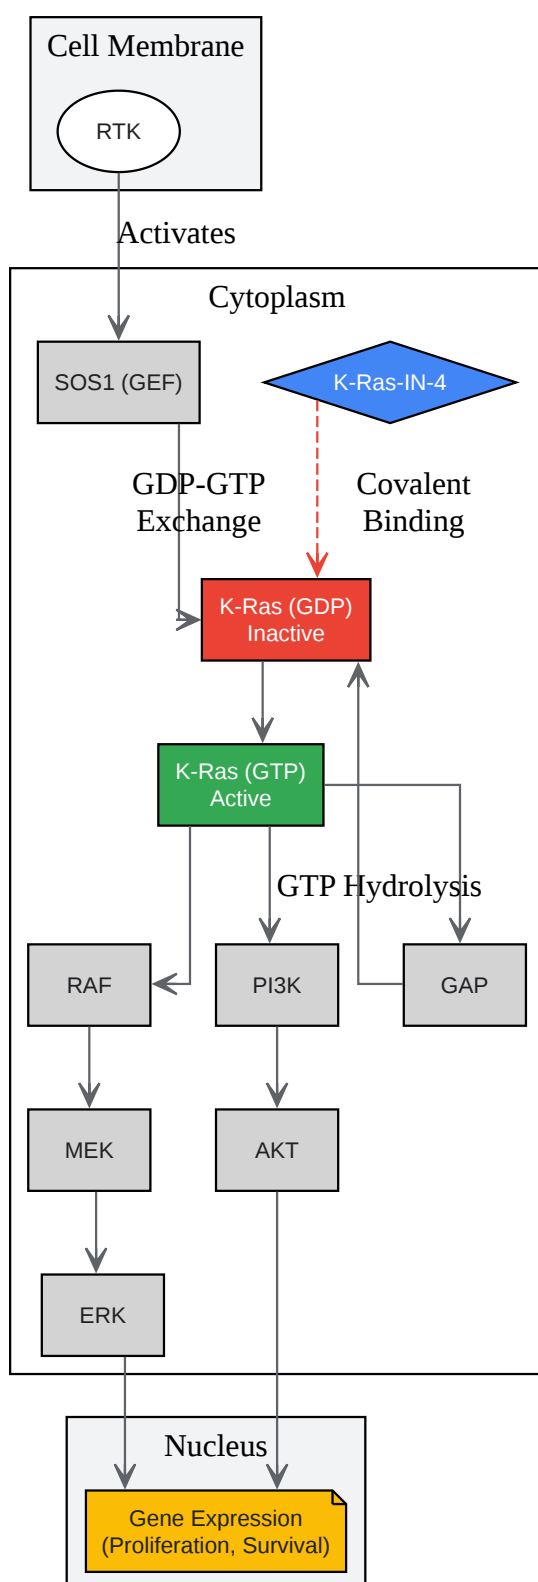 Cell Membrane
RTK
Activates
Cytoplasm
SOS1 (GEF)
K-Ras-IN-4
GDP-GTP
Exchange
Covalent
Binding
K-Ras (GDP)
Inactive
K-Ras (GTP)
Active
GTP Hydrolysis
RAF
PI3K
GAP
MEK
AKT
ERK
Nucleus
Gene Expression
(Proliferation, Survival)